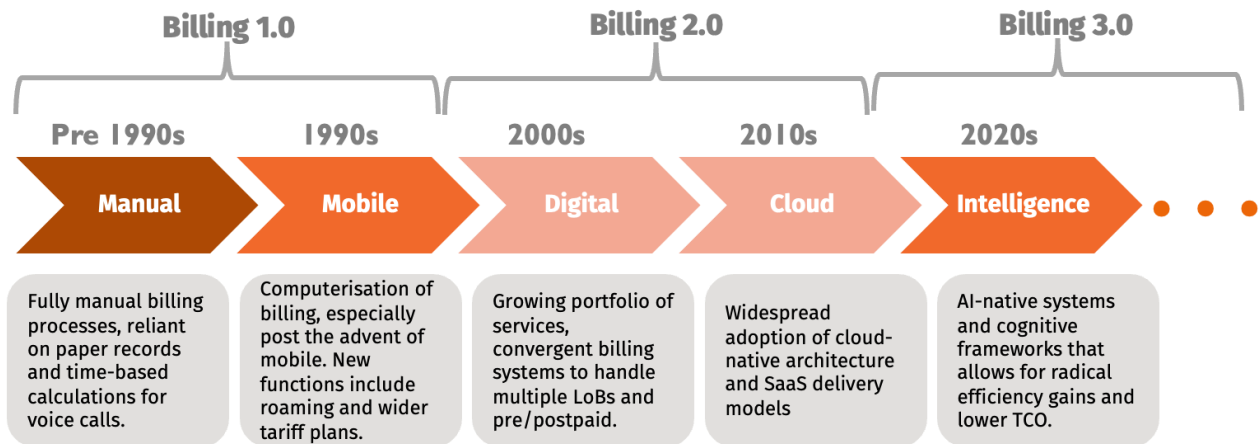 Billing 1.0
Billing 2.0
Billing 3.0
Pre 1990s
1990s
2000s
2010s
2020s
Manual
Mobile
Digital
Cloud
Intelligence
Fully manual billing
processes, reliant
on paper records
and time-based
calculations for
voice calls.
Computerisation of
billing, especially
post the advent of
mobile. New
functions include
roaming and wider
tariff plans.
Growing portfolio of
services,
convergent billing
systems to handle
multiple LoBs and
pre/postpaid.
Widespread
adoption of cloud-
native architecture
and SaaS delivery
models
AI-native systems
and cognitive
frameworks that
allows for radical
efficiency gains and
lower TCO.